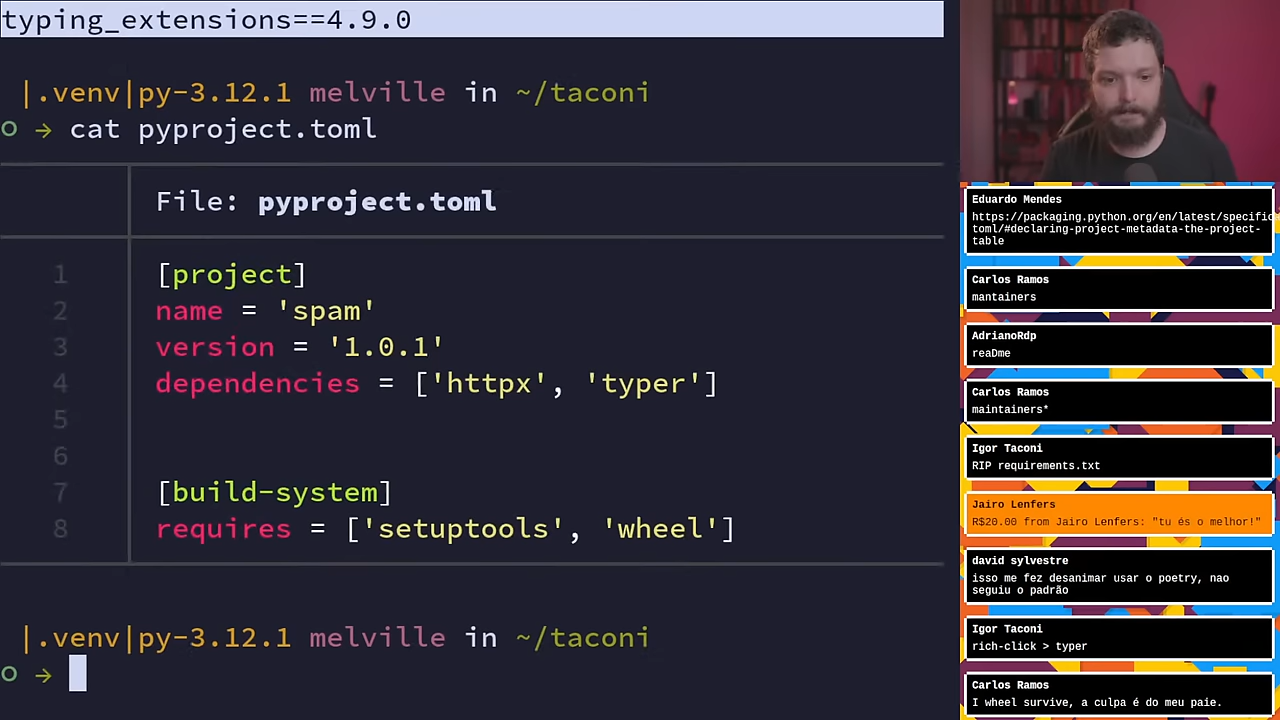 typing_extensions==4.9.0
|.venv|py-3.12.1 melville in ~/taconi
→ cat pyproject.toml
File: pyproject.toml
1 [project]
2 name = 'spam'
3 version = '1.0.1'
4 dependencies = ['httpx', 'typer']
5
6
7 [build-system]
8 requires = ['setuptools', 'wheel']
|.venv|py-3.12.1 melville in ~/taconi
→
Eduardo Mendes
https://packaging.python.org/en/latest/specific
toml/#declaring-project-metadata-the-project-
table
Carlos Ramos
mantainers
AdrianoRdp
reaDme
Carlos Ramos
maintainers*
Igor Taconi
RIP requirements.txt
Jairo Lenfers
R$20.00 from Jairo Lenfers: "tu és o melhor!"
david sylvestre
isso me fez desanimar usar o poetry, nao
seguiu o padrão
Igor Taconi
rich-click > typer
Carlos Ramos
I wheel survive, a culpa é do meu paie.